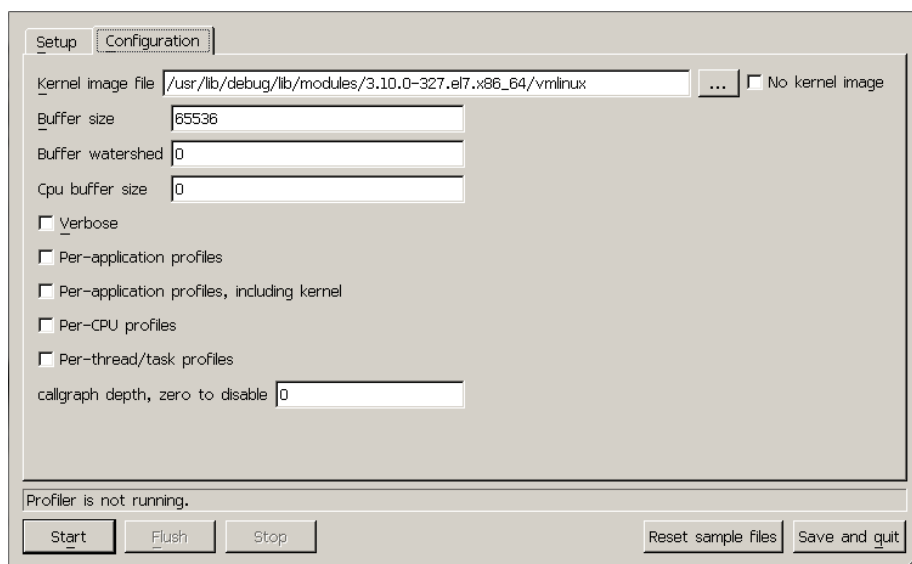 Setup Configuration
Kernel image file /usr/lib/debug/lib/modules/3.10.0-327.el7.x86_64/vmlinux ... No kernel image
Buffer size 65536
Buffer watershed 0
Cpu buffer size 0
Verbose
Per-application profiles
Per-application profiles, including kernel
Per-CPU profiles
Per-thread/task profiles
callgraph depth, zero to disable 0
Profiler is not running.
Start Flush Stop Reset sample files Save and quit